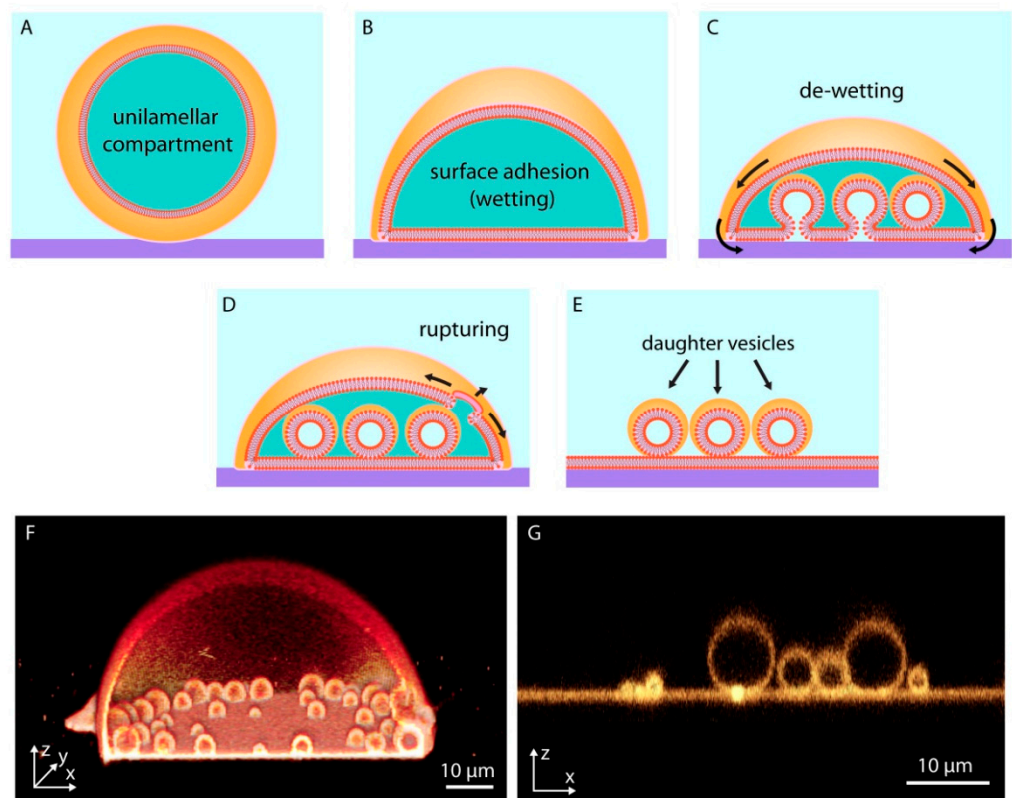 A
unilamellar
compartment
B
surface adhesion
(wetting)
C
de-wetting
D
rupturing
E
daughter vesicles
F
z
y
x
10 μm
G
z
x
10 μm